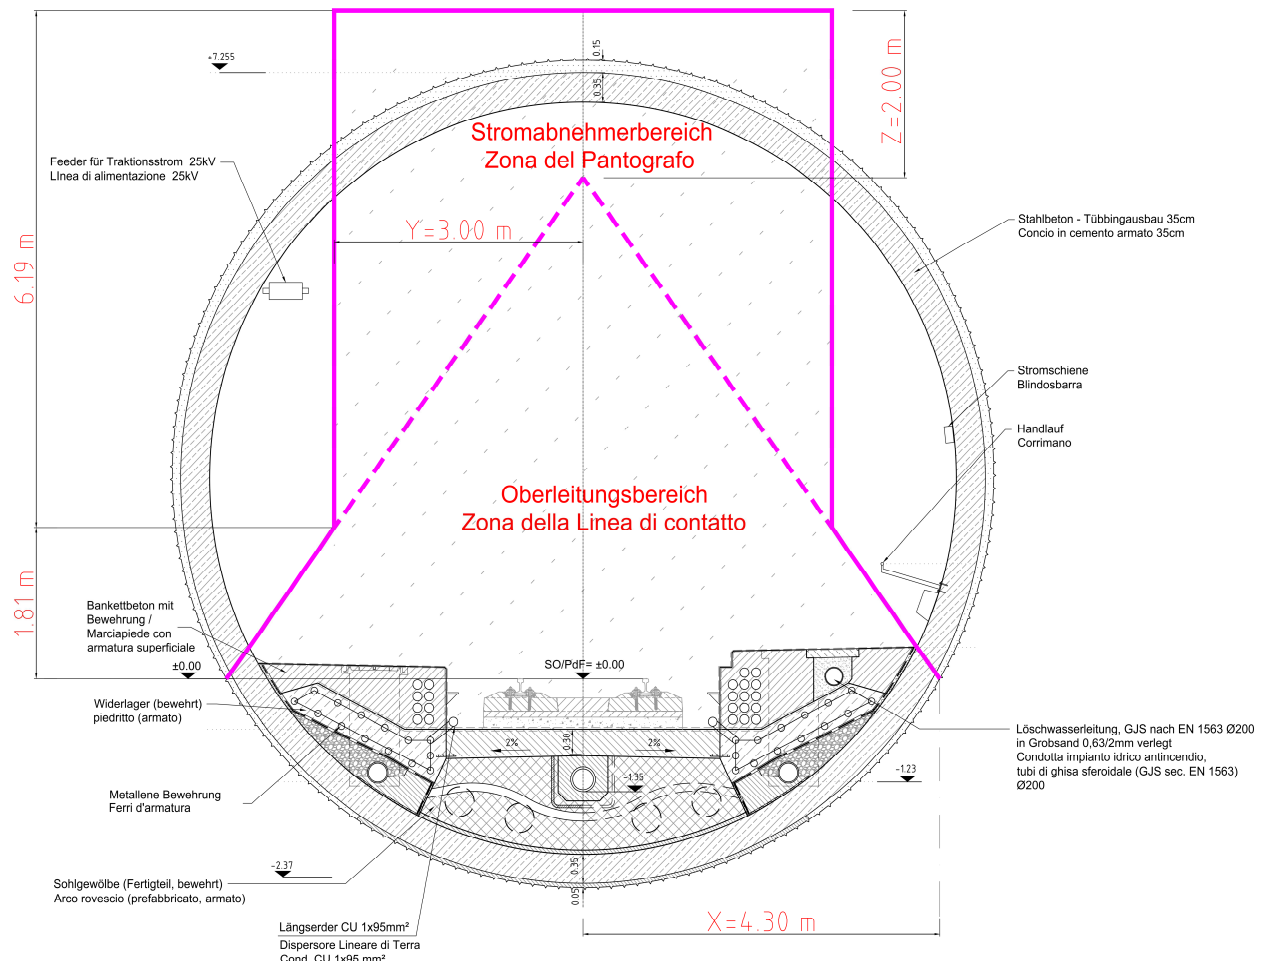 +7.255
0.15
0.35
Z=2.00 m
Stromabnehmerbereich
Zona del Pantografo
Feeder für Traktionsstrom 25kV
LInea di alimentazione 25kV
Y=3.00 m
Stahlbeton - Tübbingausbau 35cm
Concio in cemento armato 35cm
6.19 m
Stromschiene
Blindosbarra
Handlauf
Corrimano
Oberleitungsbereich
Zona della Linea di contatto
1.81 m
Bankettbeton mit
Bewehrung /
Marciapiede con
armatura superficiale
±0.00
SO/PdF= ±0.00
Widerlager (bewehrt)
piedritto (armato)
2%
0.30
2%
Löschwasserleitung, GJS nach EN 1563 Ø200
in Grobsand 0,63/2mm verlegt
Condotta impianto idrico antincendio,
tubi di ghisa sferoidale (GJS sec. EN 1563)
Ø200
-1.35
-1.23
Metallene Bewehrung
Ferri d'armatura
-2.37
0.35
Sohlgewölbe (Fertigteil, bewehrt)
Arco rovescio (prefabbricato, armato)
0.05
X=4.30 m
Längserder CU 1x95mm²
Dispersore Lineare di Terra
Cond. CU 1x95 mm²